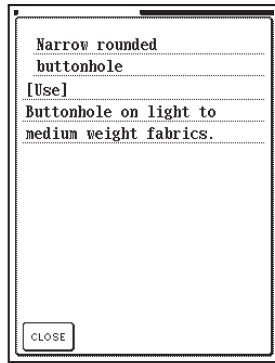 Narrow rounded
buttonhole
[Use]
Buttonhole on light to
medium weight fabrics.
CLOSE